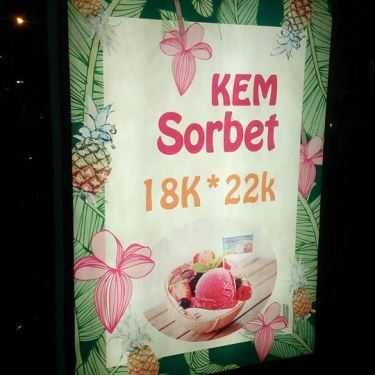 KEM
Sorbet
18K * 22k